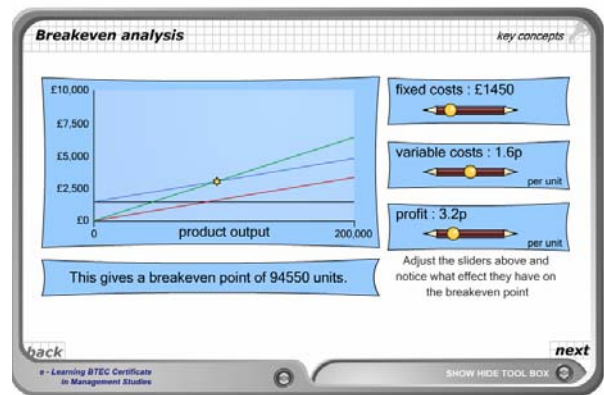 Breakeven analysis
key concepts
£10,000
£7,500
£5,000
£2,500
£0
0
product output
200,000
This gives a breakeven point of 94550 units.
fixed costs : £1450
variable costs : 1.6p
per unit
profit : 3.2p
per unit
Adjust the sliders above and
notice what effect they have on
the breakeven point
back
next
e - Learning BTEC Certificate
in Management Studies
SHOW HIDE TOOL BOX